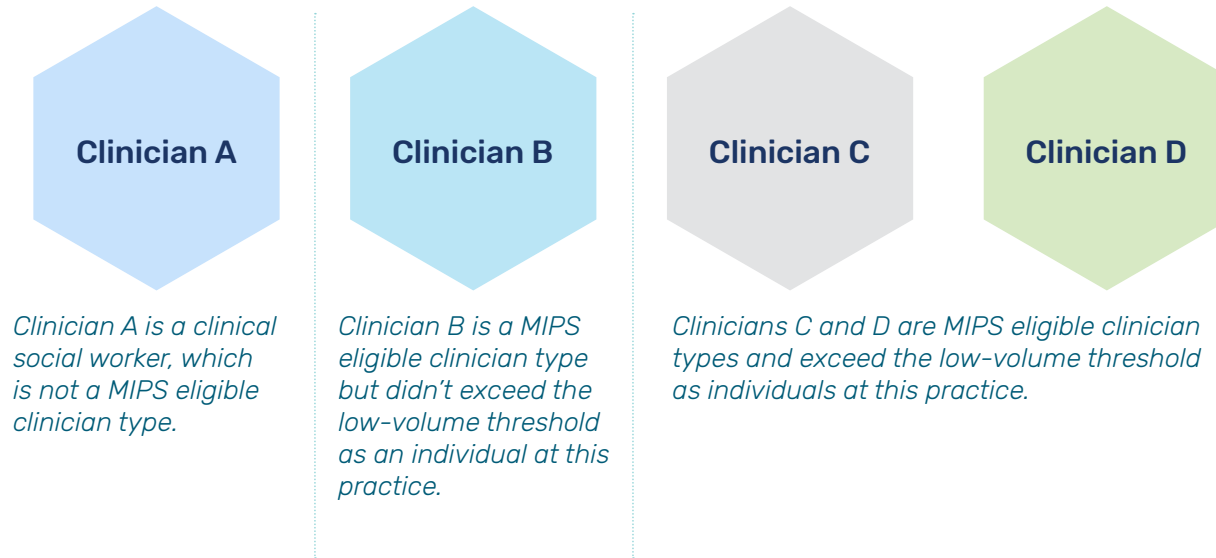 Clinician A
Clinician B
Clinician C
Clinician D
Clinician A is a clinical
social worker, which
is not a MIPS eligible
clinician type.
Clinician B is a MIPS
eligible clinician type
but didn’t exceed the
low-volume threshold
as an individual at this
practice.
Clinicians C and D are MIPS eligible clinician
types and exceed the low-volume threshold
as individuals at this practice.